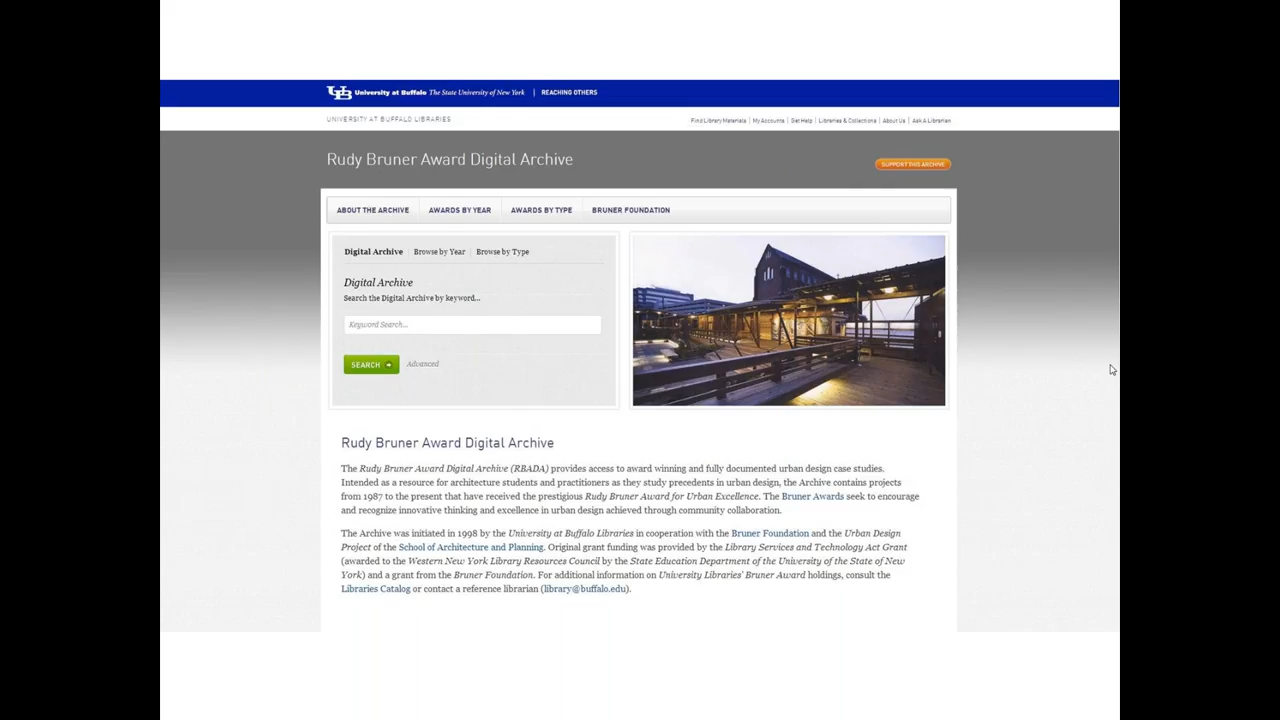 UB University at Buffalo The State University of New York | REACHING OTHERS
UNIVERSITY AT BUFFALO LIBRARIES
Find Library Materials | My Accounts | Get Help | Libraries & Collections | About Us | Ask A Librarian
Rudy Bruner Award Digital Archive
SUPPORT THIS ARCHIVE
ABOUT THE ARCHIVE AWARDS BY YEAR AWARDS BY TYPE BRUNER FOUNDATION
Digital Archive | Browse by Year | Browse by Type
Digital Archive
Search the Digital Archive by keyword...
Keyword Search...
SEARCH Advanced
Rudy Bruner Award Digital Archive
The Rudy Bruner Award Digital Archive (RBADA) provides access to award winning and fully documented urban design case studies.
Intended as a resource for architecture students and practitioners as they study precedents in urban design, the Archive contains projects
from 1987 to the present that have received the prestigious Rudy Bruner Award for Urban Excellence. The Bruner Awards seek to encourage
and recognize innovative thinking and excellence in urban design achieved through community collaboration.
The Archive was initiated in 1998 by the University at Buffalo Libraries in cooperation with the Bruner Foundation and the Urban Design
Project of the School of Architecture and Planning. Original grant funding was provided by the Library Services and Technology Act Grant
(awarded to the Western New York Library Resources Council by the State Education Department of the University of the State of New
York) and a grant from the Bruner Foundation. For additional information on University Libraries' Bruner Award holdings, consult the
Libraries Catalog or contact a reference librarian (library@buffalo.edu).